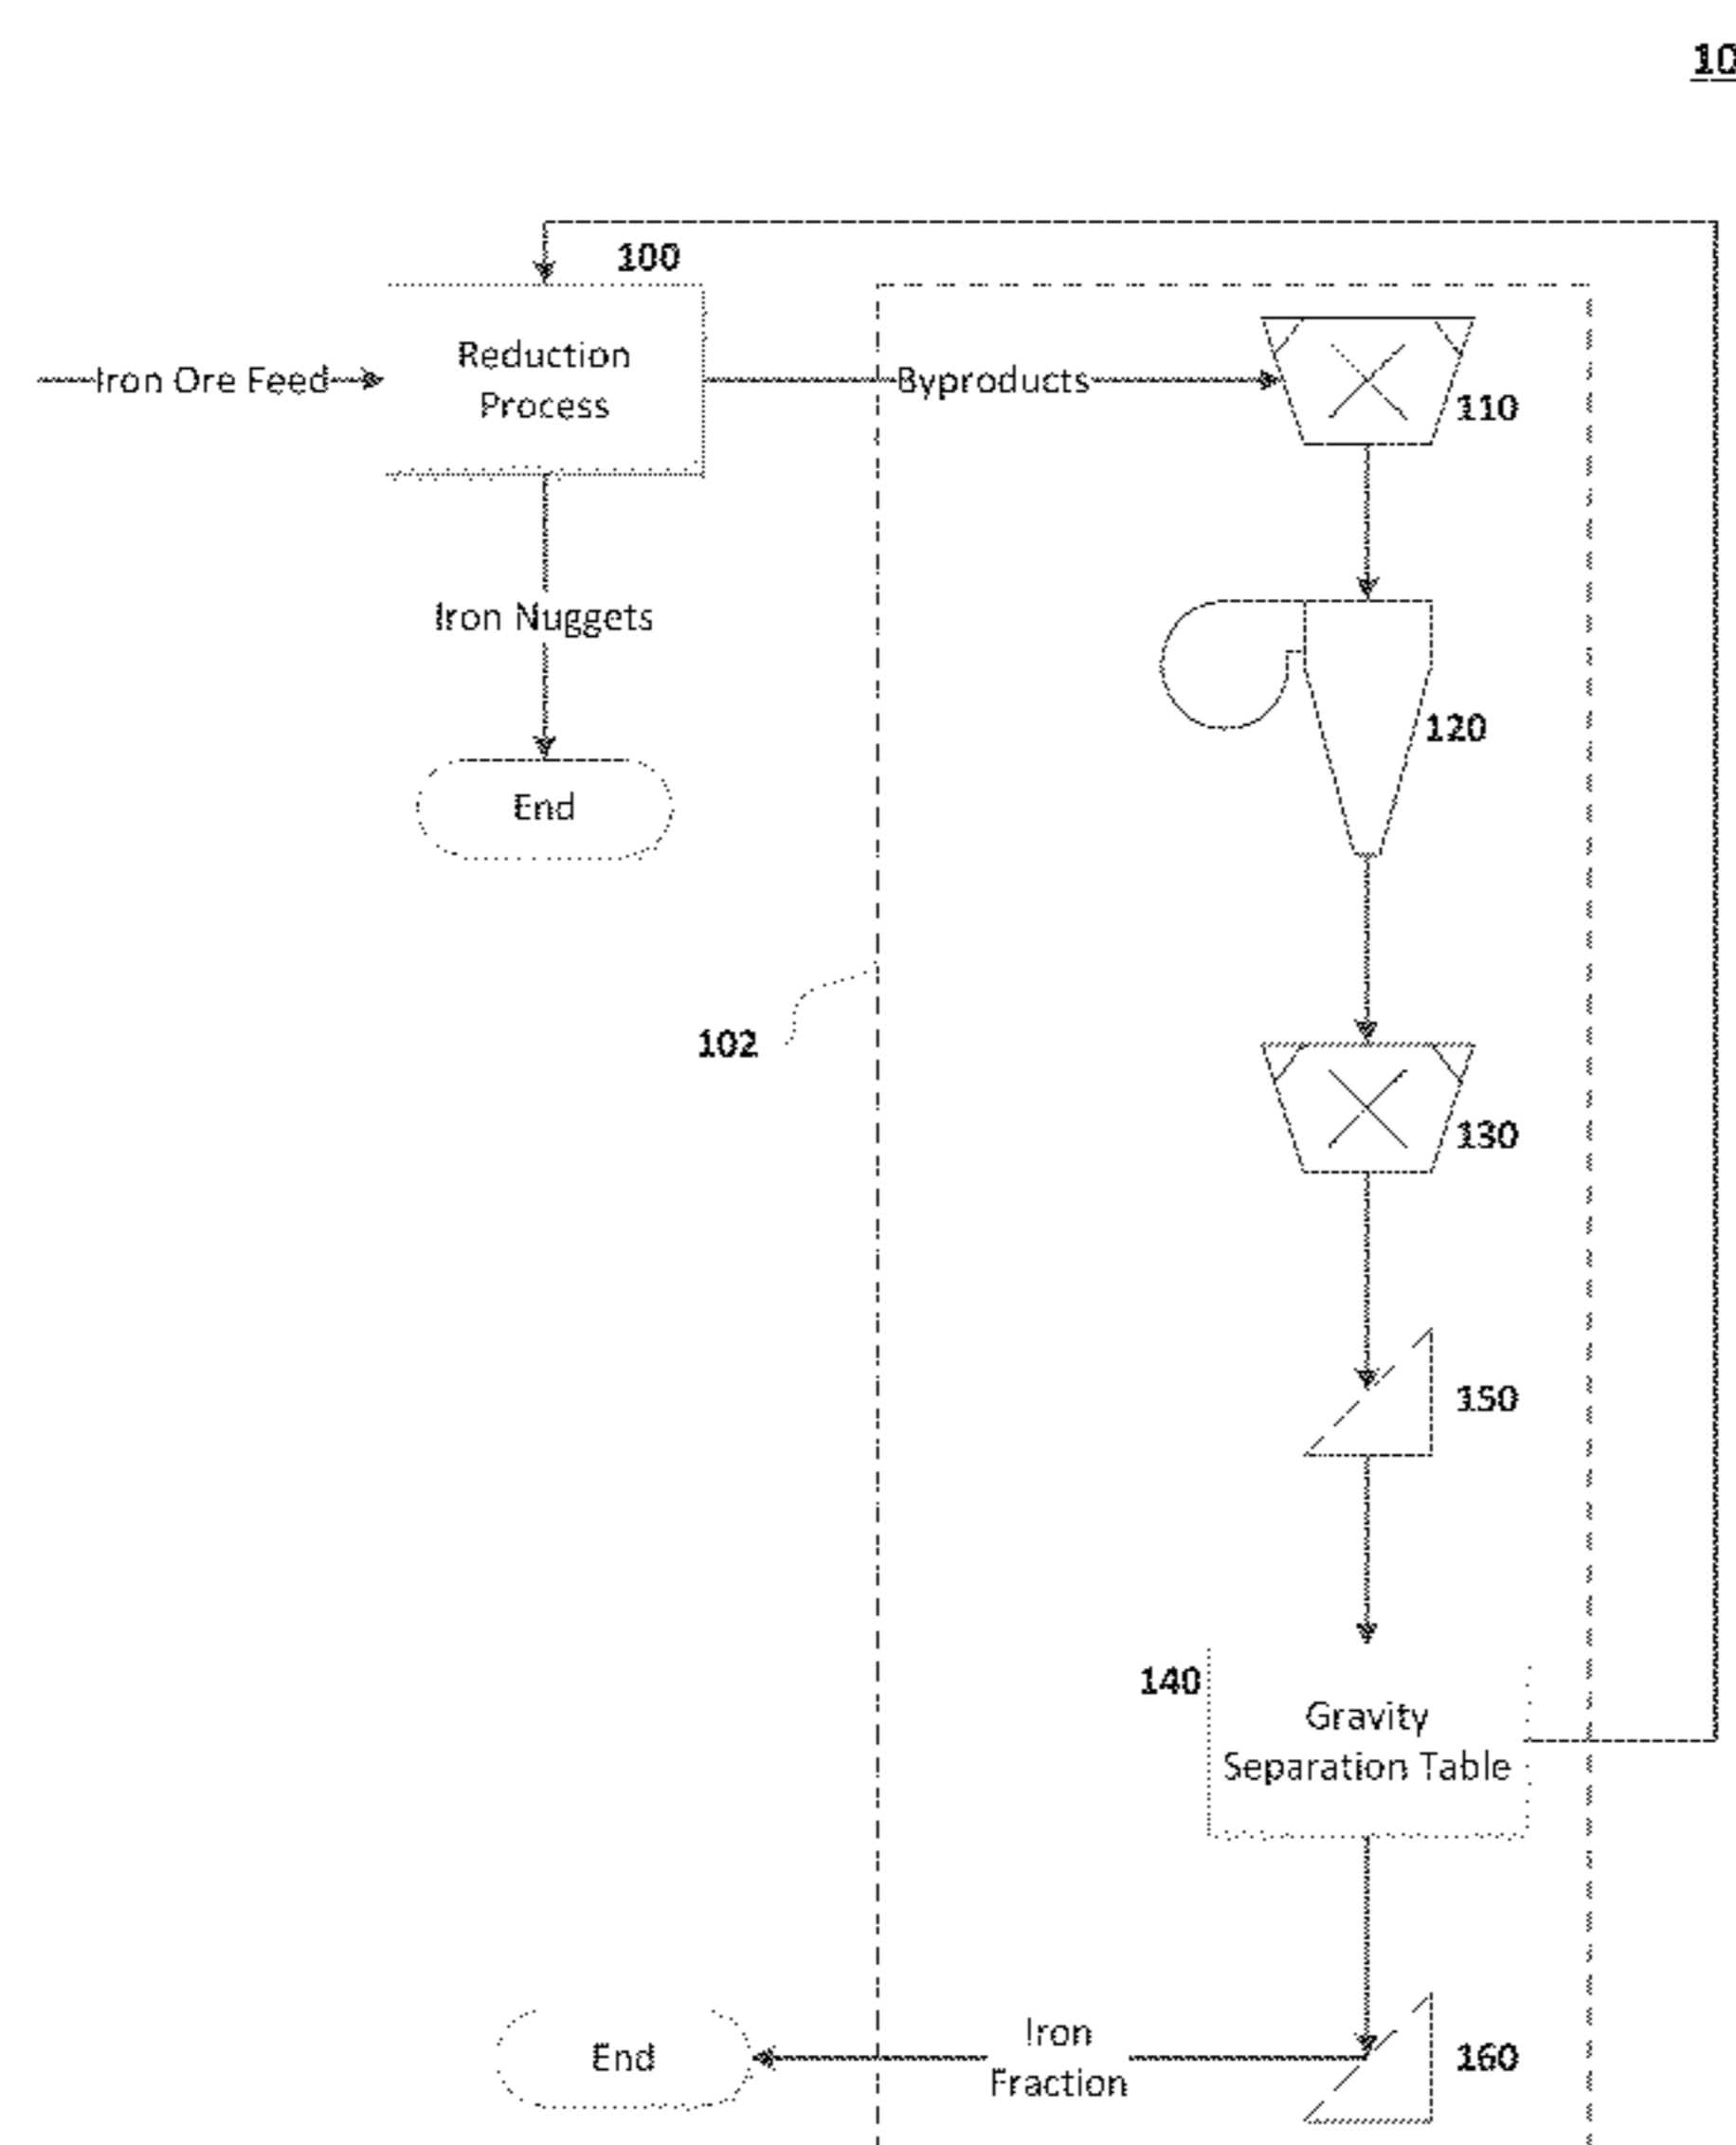 10
100
Reduction
Process
Iron Ore Feed
Byproducts
110
Iron Nuggets
120
End
102
130
150
140
Gravity
Separation Table
Iron
Fraction
End
160